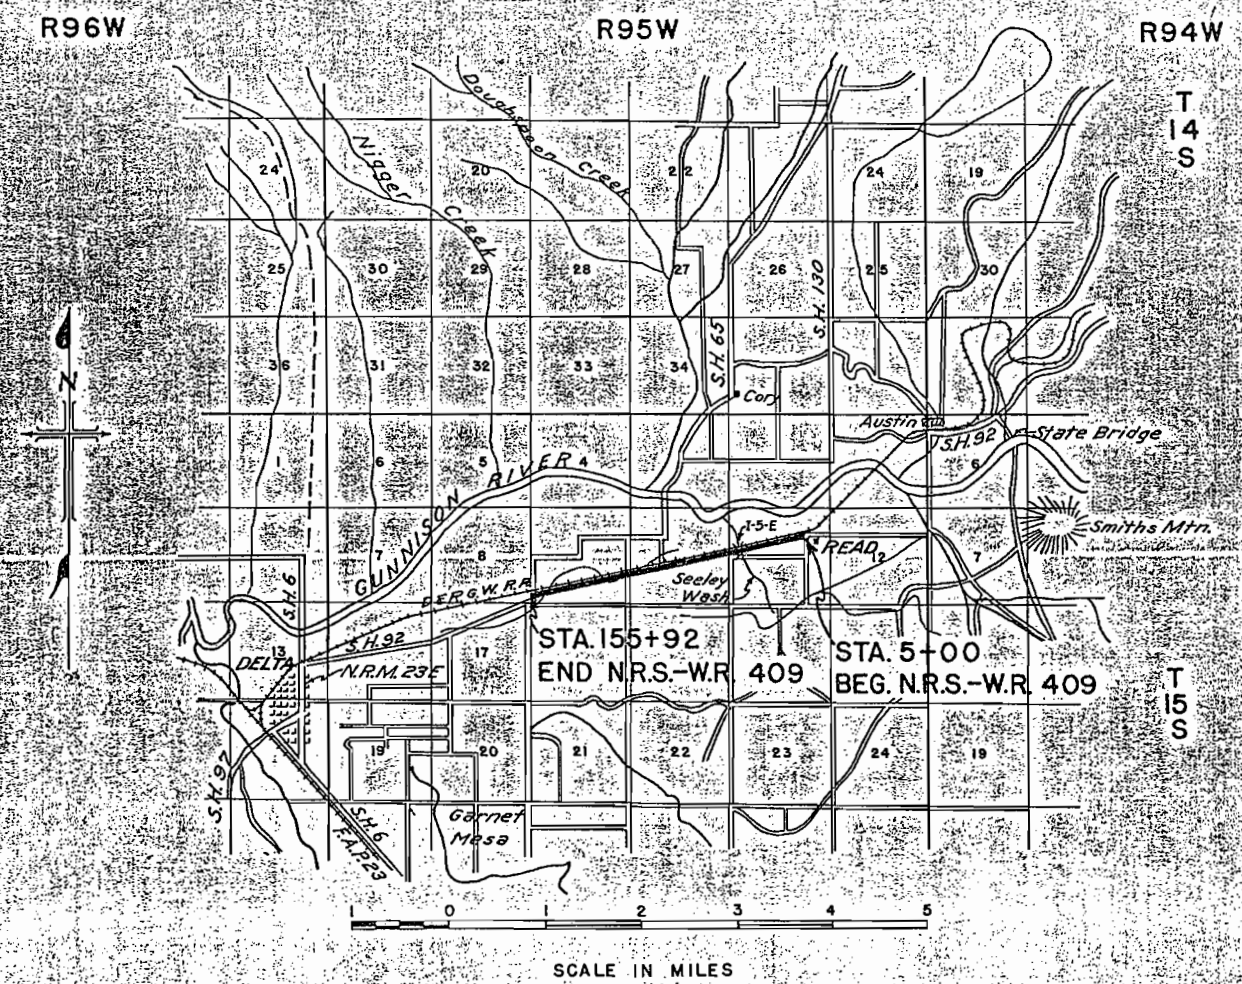 R96W R95W R94W
T
14
S
Doughspoon Creek
Nigger Creek
24 20 22 24 19
25 30 29 28 27 26 25 30
S.H. 130
36 31 32 33 34
S.H. 65
Cory
N
Austin
S.H. 92
State Bridge
1 6 5 4 6
GUNNISON RIVER
Smiths Mtn.
1-5-E
READ
7 8 12 7
S.H. 6
D. & R.G.W. R.R.
Seeley
Wash
S.H. 92
13 17
DELTA
N.R.M. 23E
STA. 155+92
END N.R.S.-W.R. 409
STA. 5+00
BEG. N.R.S.-W.R. 409
T
15
S
19 20 21 22 23 24 19
S.H. 97
S.H. 6
F.A.P. 23
Garnet
Mesa
1 0 1 2 3 4 5
SCALE IN MILES